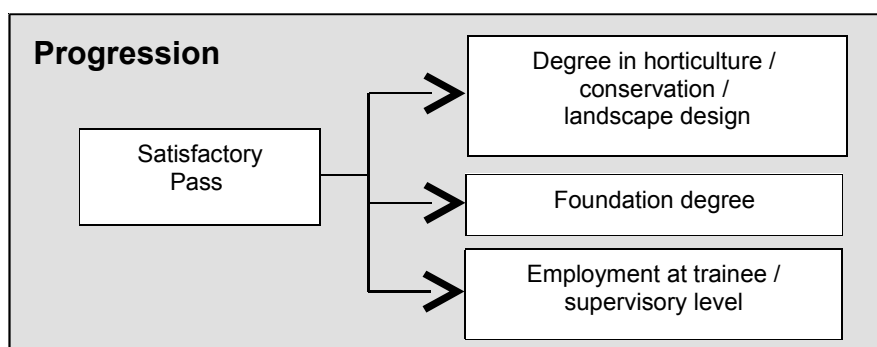 Progression
Satisfactory
Pass
Degree in horticulture /
conservation /
landscape design
Foundation degree
Employment at trainee /
supervisory level